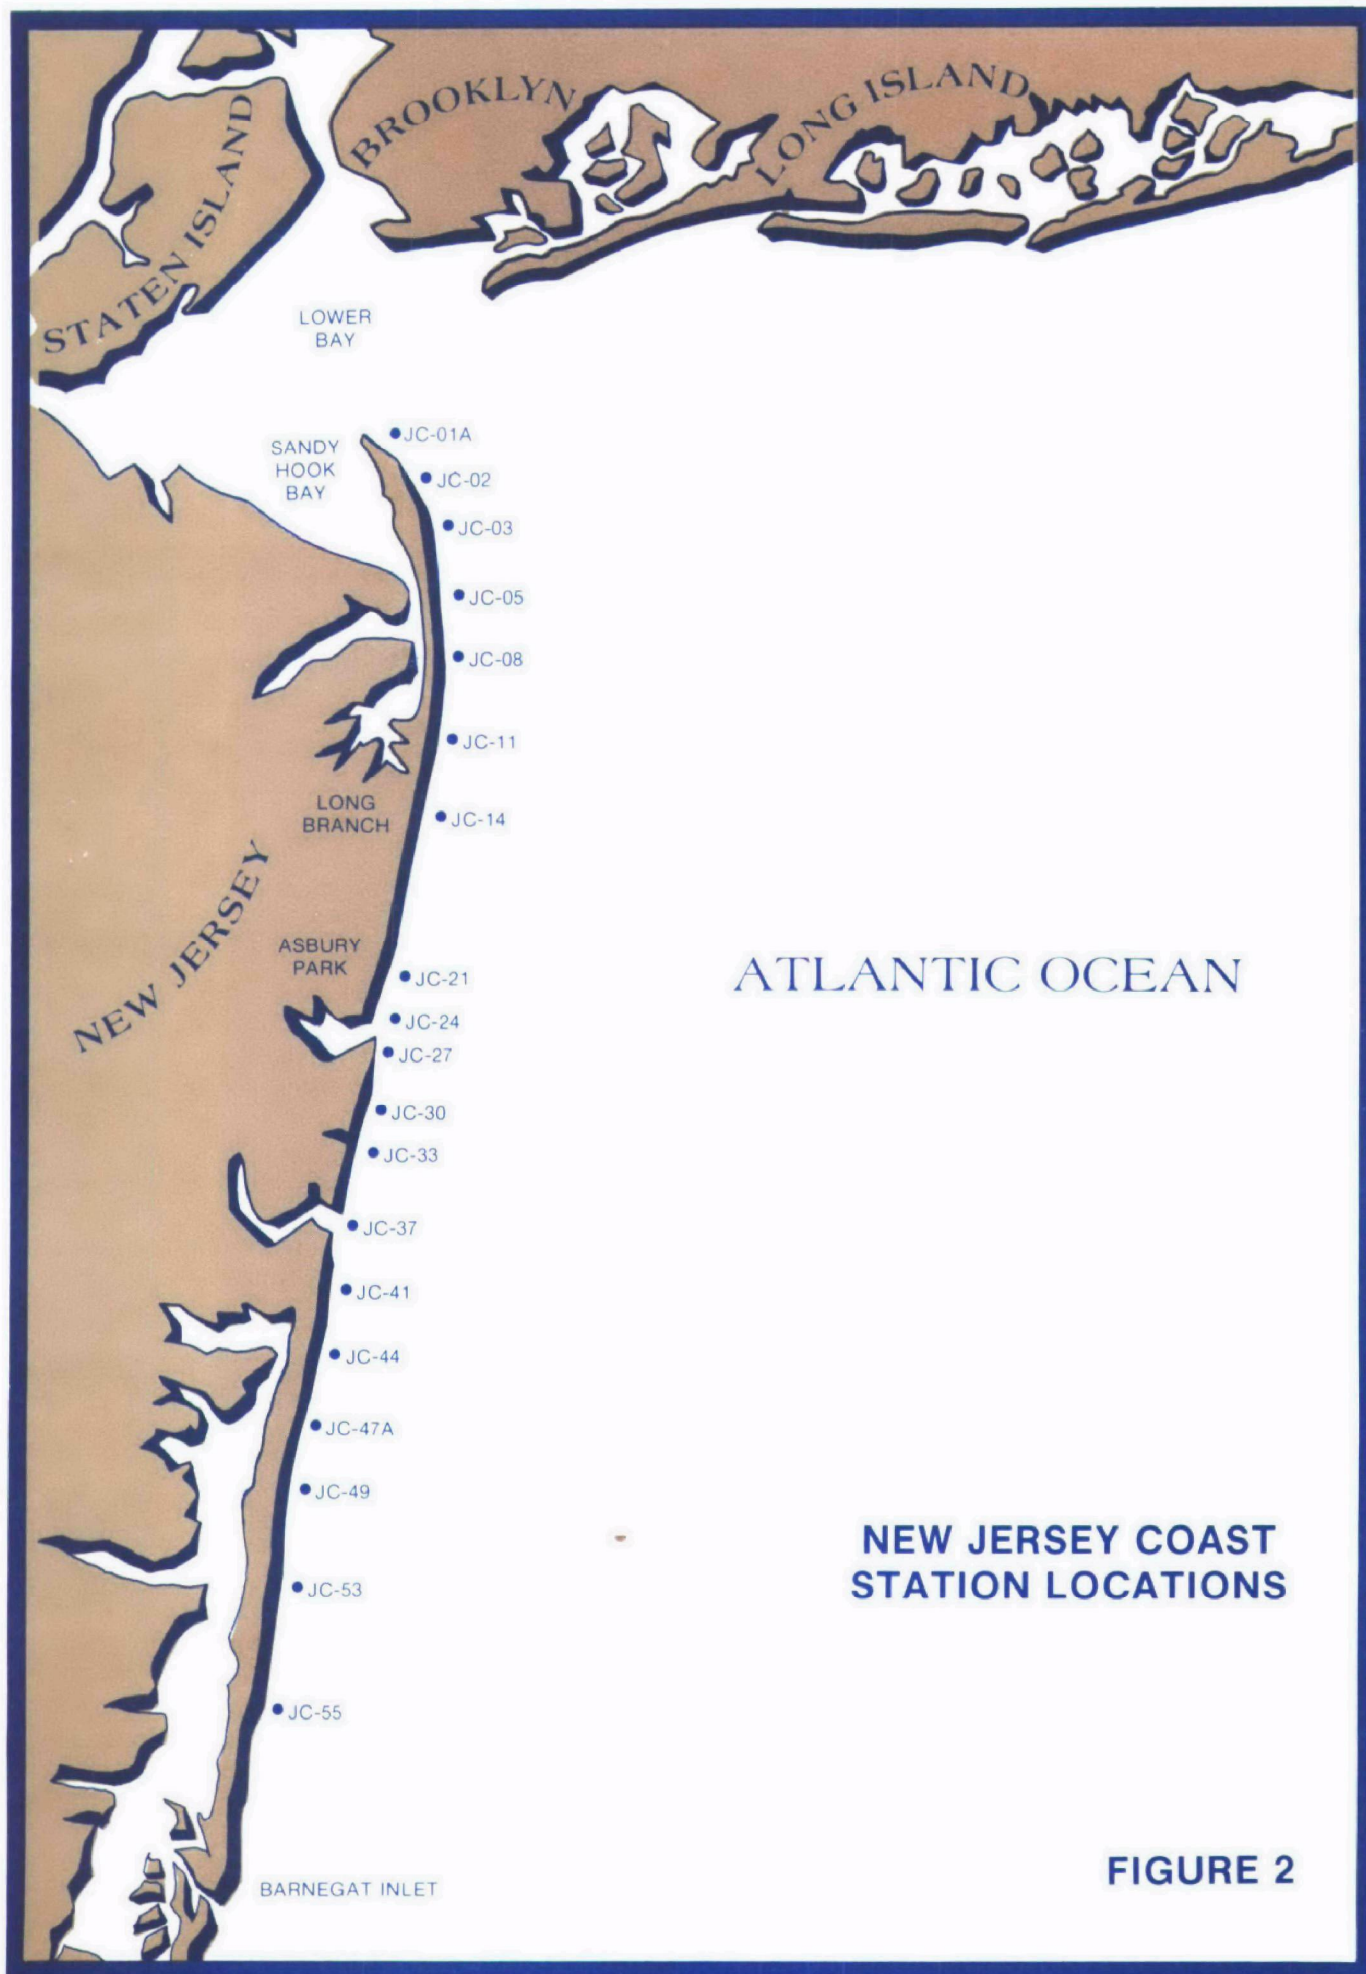 BROOKLYN
LONG ISLAND
STATEN ISLAND
LOWER
BAY
SANDY
HOOK
BAY
JC-01A
JC-02
JC-03
JC-05
JC-08
JC-11
LONG
BRANCH
JC-14
NEW JERSEY
ASBURY
PARK
JC-21
ATLANTIC OCEAN
JC-24
JC-27
JC-30
JC-33
JC-37
JC-41
JC-44
JC-47A
JC-49
NEW JERSEY COAST
STATION LOCATIONS
JC-53
JC-55
FIGURE 2
BARNEGAT INLET